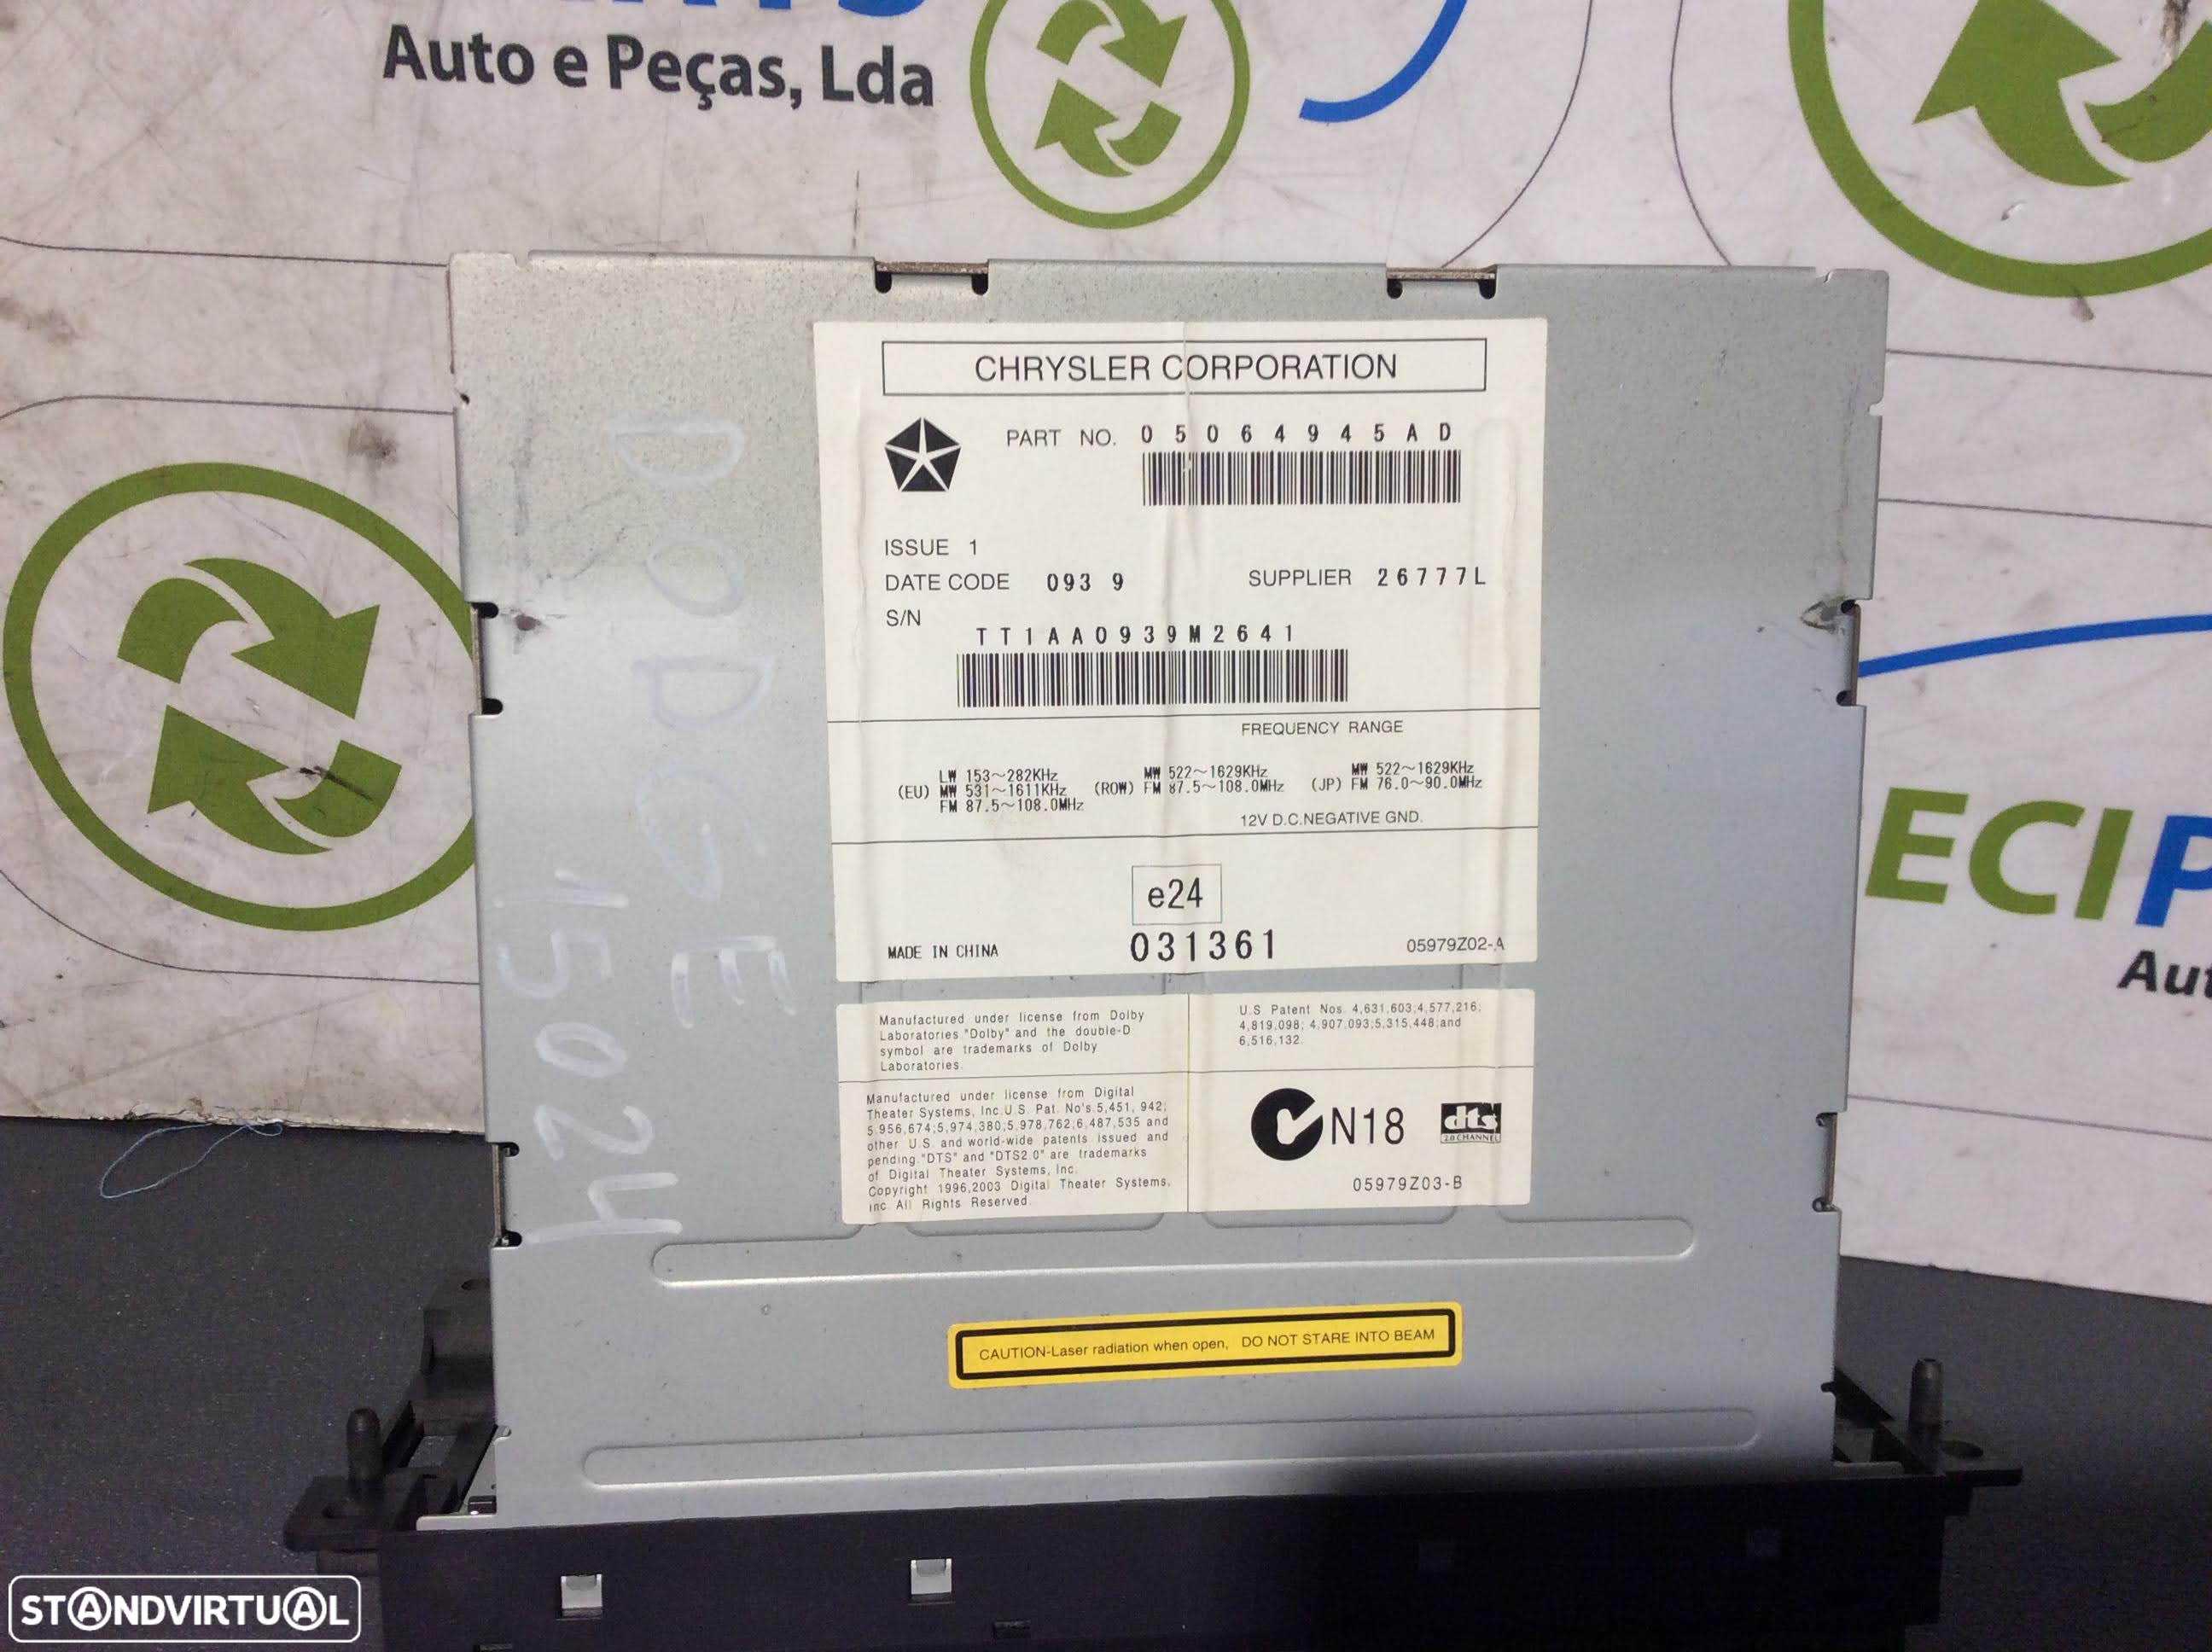 Auto e Peças, Lda
CHRYSLER CORPORATION
PART NO. 05064945AD
ISSUE 1
DATE CODE 093 9 SUPPLIER 26777L
S/N
TT1AA0939M2641
FREQUENCY RANGE
(EU) LW 153~282KHz
MW 531~1611KHz
FM 87.5~108.0MHz
(ROW) MW 522~1629KHz
FM 87.5~108.0MHz
(JP) MW 522~1629KHz
FM 76.0~90.0MHz
12V D.C.NEGATIVE GND.
e24
MADE IN CHINA 031361 05979Z02-A
Manufactured under license from Dolby
Laboratories."Dolby" and the double-D
symbol are trademarks of Dolby
Laboratories.
U.S. Patent Nos. 4,631,603;4,577,216;
4,819,098; 4,907,093;5,315,448;and
6,516,132.
Manufactured under license from Digital
Theater Systems, Inc.U.S. Pat. No's.5,451, 942;
5,956,674;5,974,380;5,978,762;6,487,535 and
other U.S. and world-wide patents issued and
pending."DTS" and "DTS2.0" are trademarks
of Digital Theater Systems, Inc.
Copyright 1996,2003 Digital Theater Systems,
inc. All Rights Reserved.
N18 dts
2.0 CHANNEL
05979Z03-B
CAUTION-Laser radiation when open, DO NOT STARE INTO BEAM
DODGE
15024
ECIP
Aut
STANDVIRTUAL